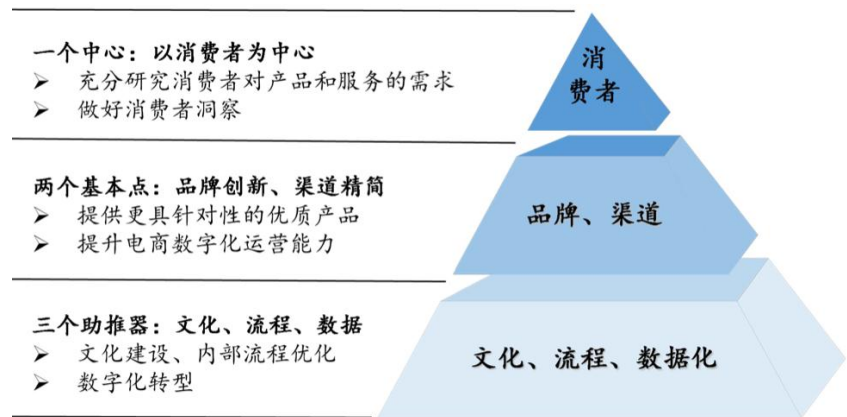 一个中心：以消费者为中心
➢ 充分研究消费者对产品和服务的需求
➢ 做好消费者洞察
消
费者
两个基本点：品牌创新、渠道精简
➢ 提供更具针对性的优质产品
➢ 提升电商数字化运营能力
品牌、渠道
三个助推器：文化、流程、数据
➢ 文化建设、内部流程优化
➢ 数字化转型
文化、流程、数据化